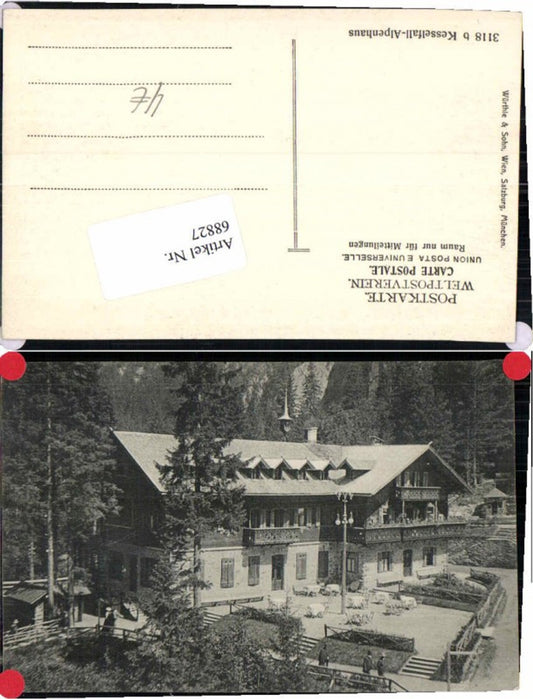 POSTKARTE.
WELTPOSTVEREIN.
CARTE POSTALE.
UNION POSTA E UNIVERSELLE.
Raum nur für Mitteilungen
3118 b Kesselfall-Alpenhaus
Würthle & Sohn, Wien, Salzburg, München.
Artikel Nr.
68827
4€